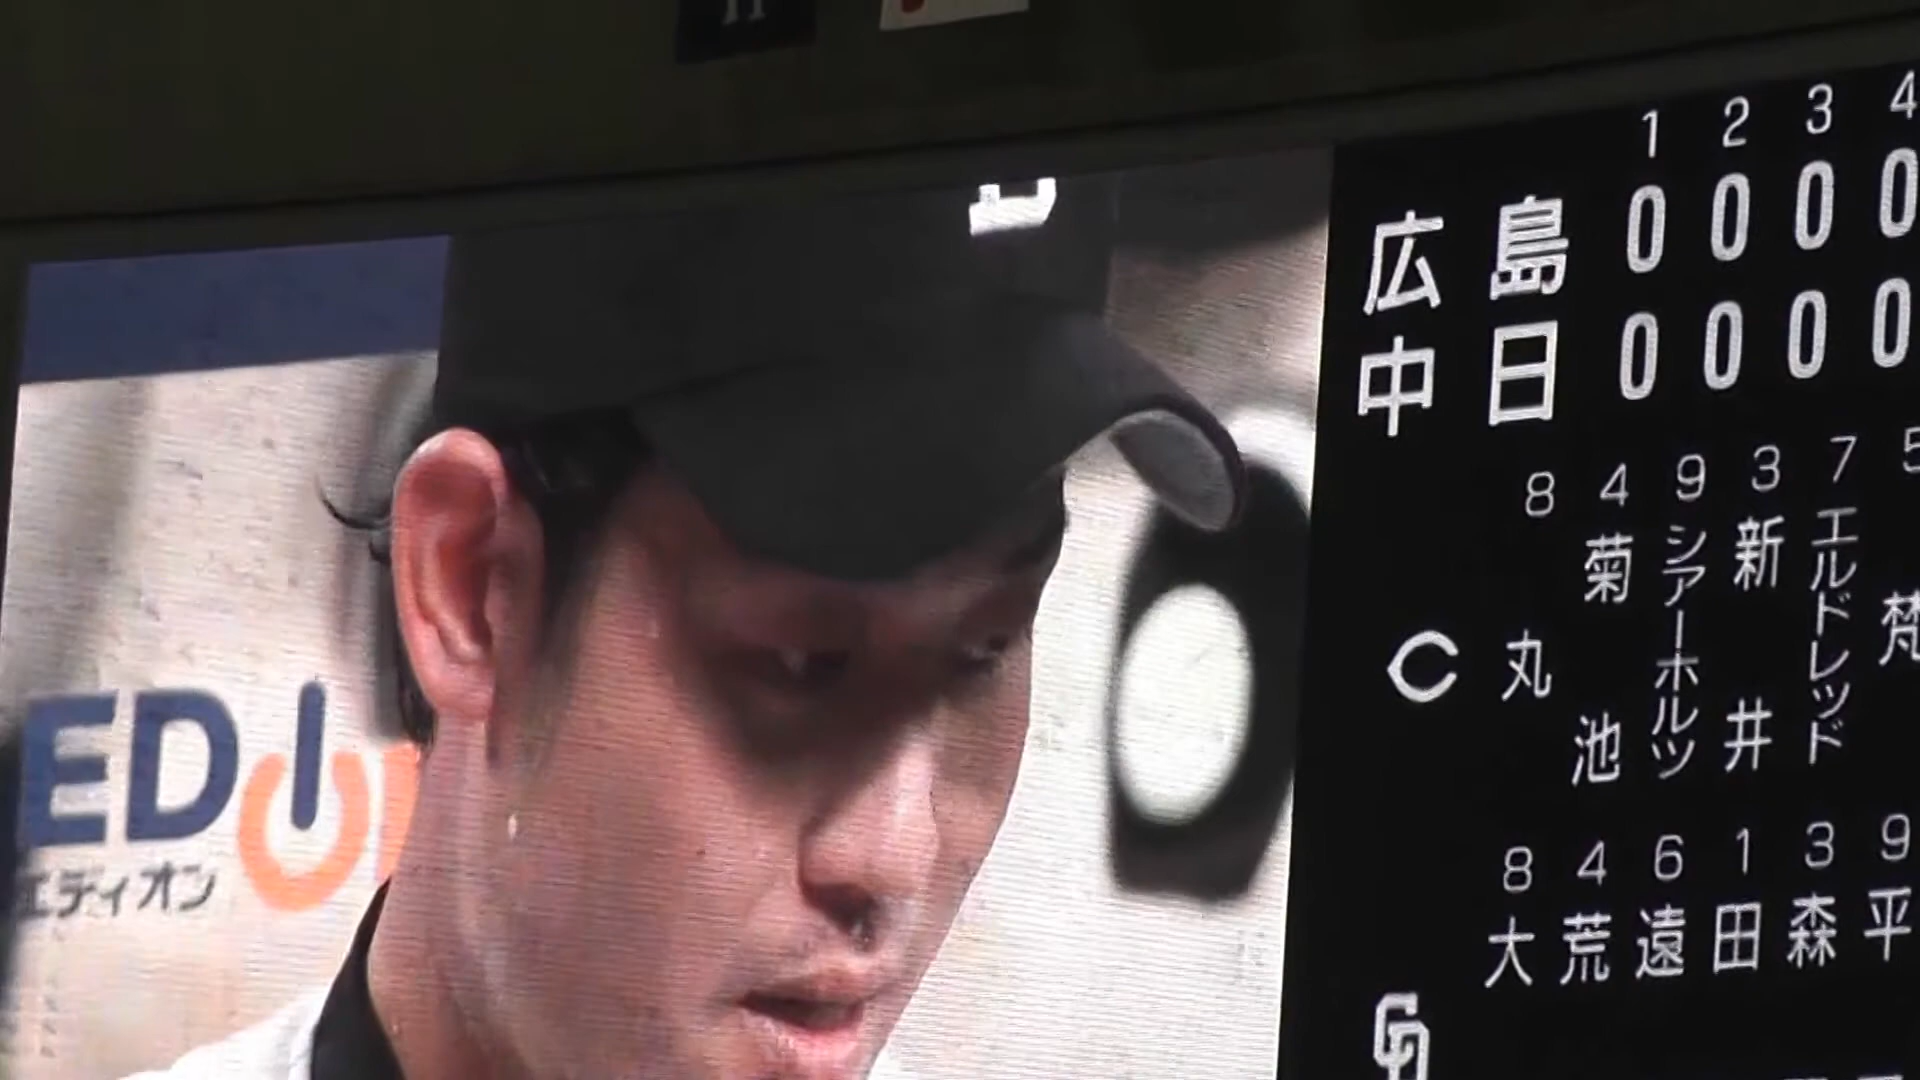 1 2 3 4
広島 0 0 0 0
中日 0 0 0 0
8 4 9 3 7 5
C 丸 菊池 シアーホルツ 新井 エルドレッド 梵
8 4 6 1 3 9
大 荒 遠 田 森 平
CD
EDIO
エディオン